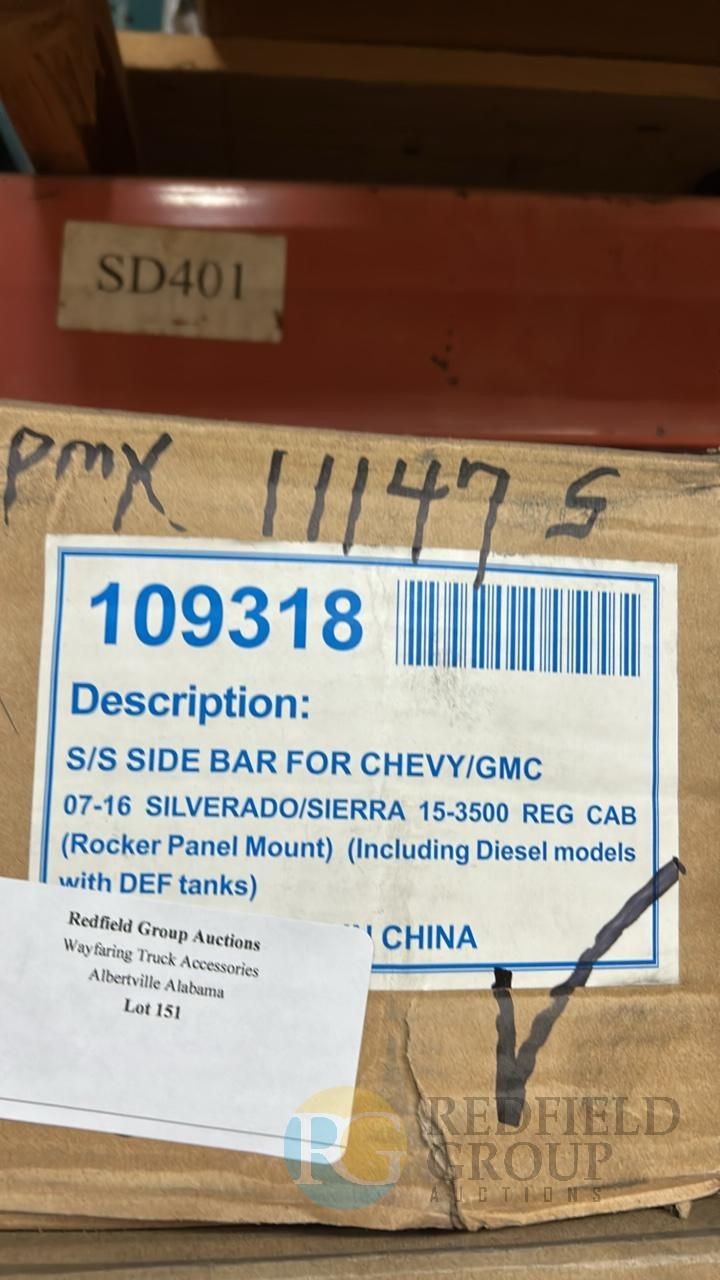 SD401
PMX 11147 S
109318
Description:
S/S SIDE BAR FOR CHEVY/GMC
07-16 SILVERADO/SIERRA 15-3500 REG CAB
(Rocker Panel Mount) (Including Diesel models
with DEF tanks)
CHINA
Redfield Group Auctions
Wayfaring Truck Accessories
Albertville Alabama
Lot 151
RG REDFIELD
GROUP
AUCTIONS